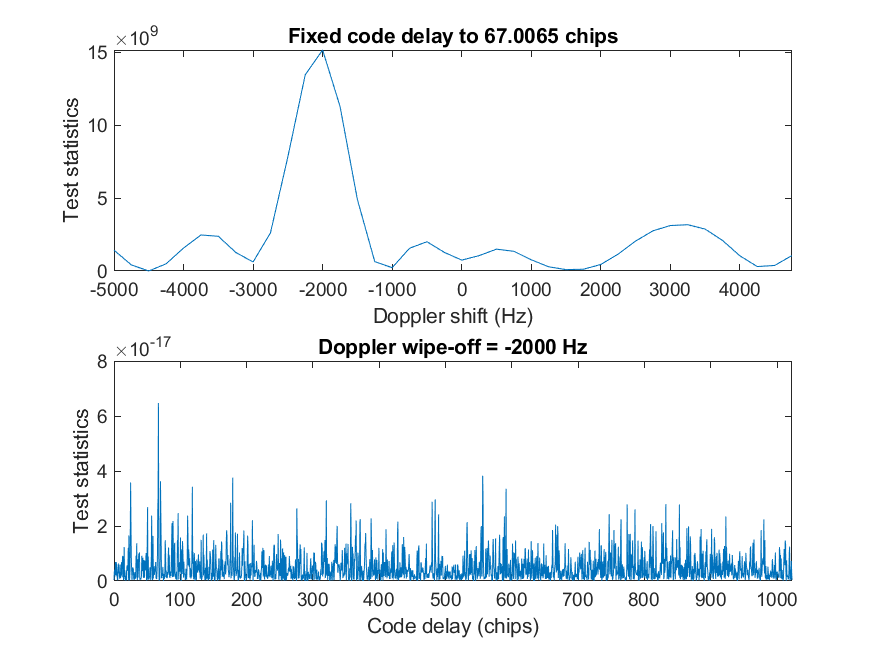 ×10^9
Fixed code delay to 67.0065 chips
15
10
5
0
Test statistics
-5000 -4000 -3000 -2000 -1000 0 1000 2000 3000 4000
Doppler shift (Hz)
×10^-17
Doppler wipe-off = -2000 Hz
8
6
4
2
0
Test statistics
0 100 200 300 400 500 600 700 800 900 1000
Code delay (chips)